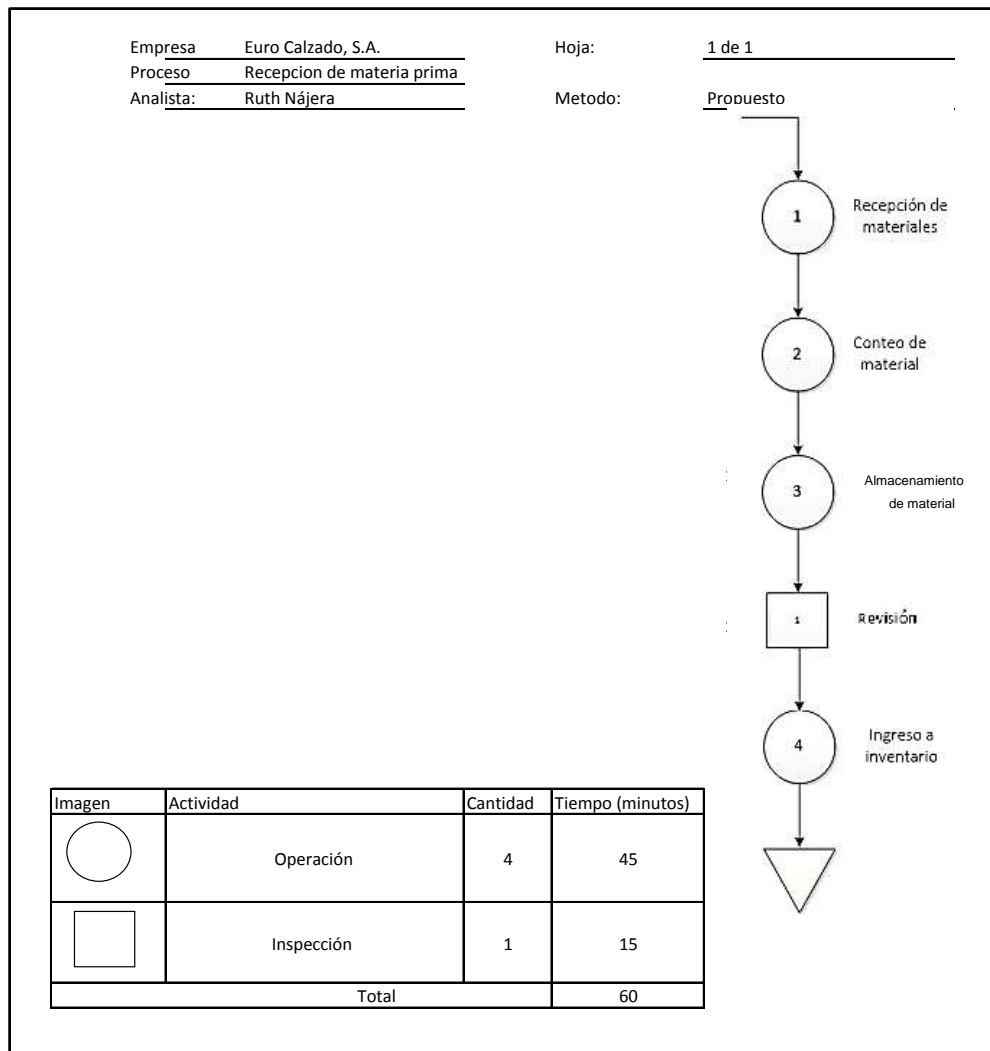 Empresa Euro Calzado, S.A. Hoja: 1 de 1
Proceso Recepcion de materia prima
Analista: Ruth Nájera Metodo: Propuesto
1 Recepción de
materiales
2 Conteo de
material
3 Almacenamiento
de material
1 Revisión
4 Ingreso a
inventario
Imagen Actividad Cantidad Tiempo (minutos)
Operación 4 45
Inspección 1 15
Total 60